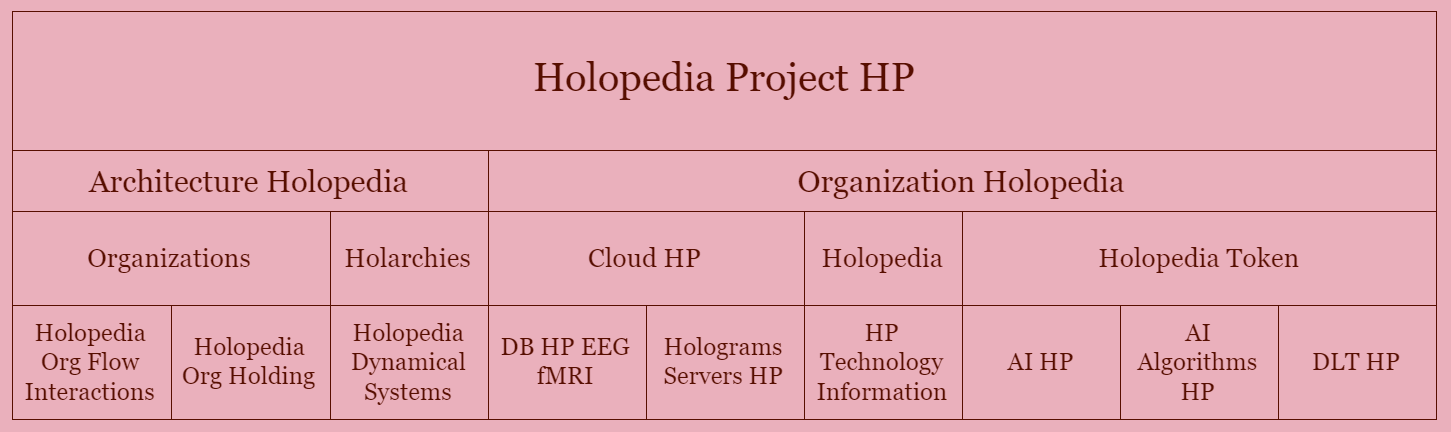 Holopedia Project HP
Architecture Holopedia
Organization Holopedia
Organizations
Holarchies
Cloud HP
Holopedia
Holopedia Token
Holopedia
Org Flow
Interactions
Holopedia
Org Holding
Holopedia
Dynamical
Systems
DB HP EEG
fMRI
Holograms
Servers HP
HP
Technology
Information
AI HP
AI
Algorithms
HP
DLT HP